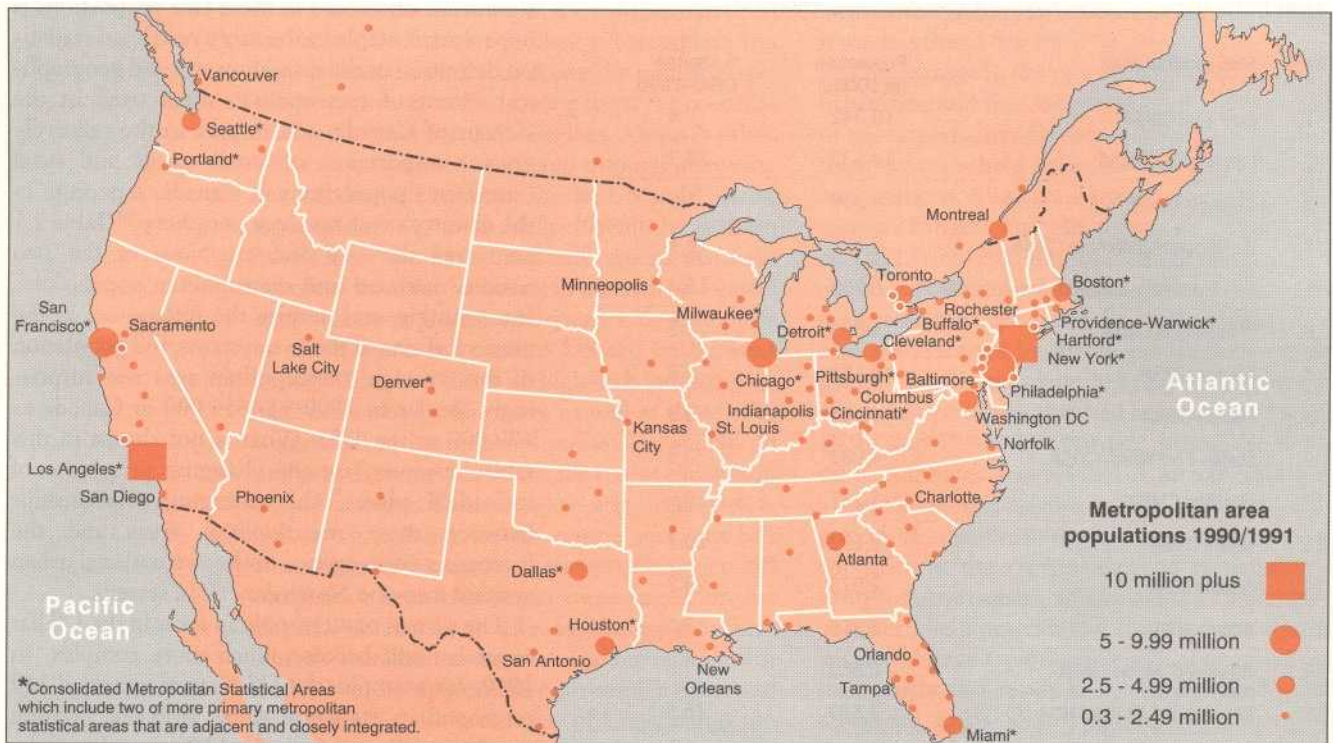 Vancouver
Seattle*
Portland*
Montreal
Toronto
Boston*
Minneapolis
Rochester
San
Francisco*
Sacramento
Milwaukee*
Detroit*
Buffalo*
Providence-Warwick*
Cleveland*
Hartford*
Salt
Lake City
New York*
Denver*
Chicago*
Pittsburgh*
Baltimore
Philadelphia*
Atlantic
Ocean
Columbus
Indianapolis
Cincinnati*
Washington DC
Kansas
City
St. Louis
Norfolk
Los Angeles*
San Diego
Phoenix
Charlotte
Atlanta
Dallas*
Pacific
Ocean
Houston*
San Antonio
New
Orleans
Orlando
Tampa
Miami*
Metropolitan area
populations 1990/1991
10 million plus
5 - 9.99 million
2.5 - 4.99 million
0.3 - 2.49 million
*Consolidated Metropolitan Statistical Areas
which include two of more primary metropolitan
statistical areas that are adjacent and closely integrated.